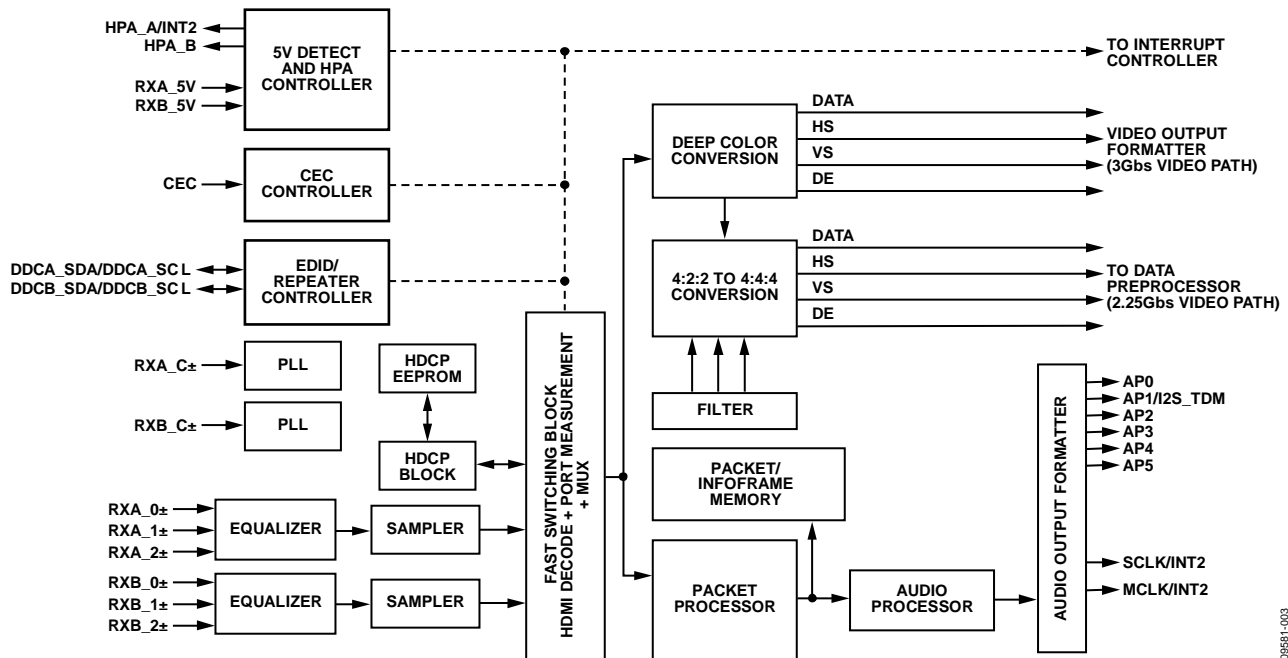 HPA_A/INT2
HPA_B
RXA_5V
RXB_5V
5V DETECT
AND HPA
CONTROLLER
TO INTERRUPT
CONTROLLER
CEC
CEC
CONTROLLER
DDCA_SDA/DDCA_SCL
DDCB_SDA/DDCB_SCL
EDID/
REPEATER
CONTROLLER
RXA_C±
PLL
RXB_C±
PLL
HDCP
EEPROM
HDCP
BLOCK
RXA_0±
RXA_1±
RXA_2±
EQUALIZER
SAMPLER
RXB_0±
RXB_1±
RXB_2±
EQUALIZER
SAMPLER
FAST SWITCHING BLOCK
HDMI DECODE + PORT MEASUREMENT
+ MUX
DEEP COLOR
CONVERSION
DATA
HS
VS
DE
VIDEO OUTPUT
FORMATTER
(3Gbs VIDEO PATH)
4:2:2 TO 4:4:4
CONVERSION
DATA
HS
VS
DE
TO DATA
PREPROCESSOR
(2.25Gbs VIDEO PATH)
FILTER
PACKET/
INFOFRAME
MEMORY
PACKET
PROCESSOR
AUDIO
PROCESSOR
AUDIO OUTPUT FORMATTER
AP0
AP1/I2S_TDM
AP2
AP3
AP4
AP5
SCLK/INT2
MCLK/INT2
09581-003